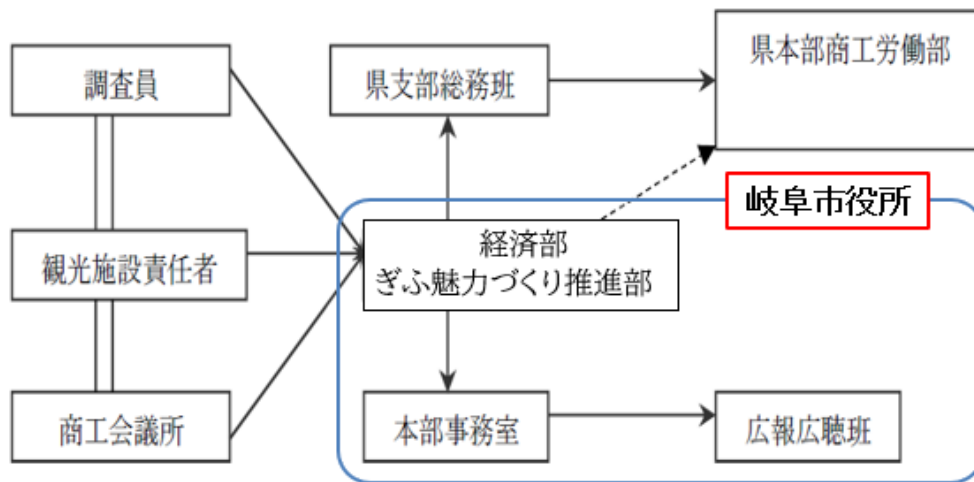 調査員
県支部総務班
県本部商工労働部
岐阜市役所
観光施設責任者
経済部
ぎふ魅力づくり推進部
商工会議所
本部事務室
広報広聴班